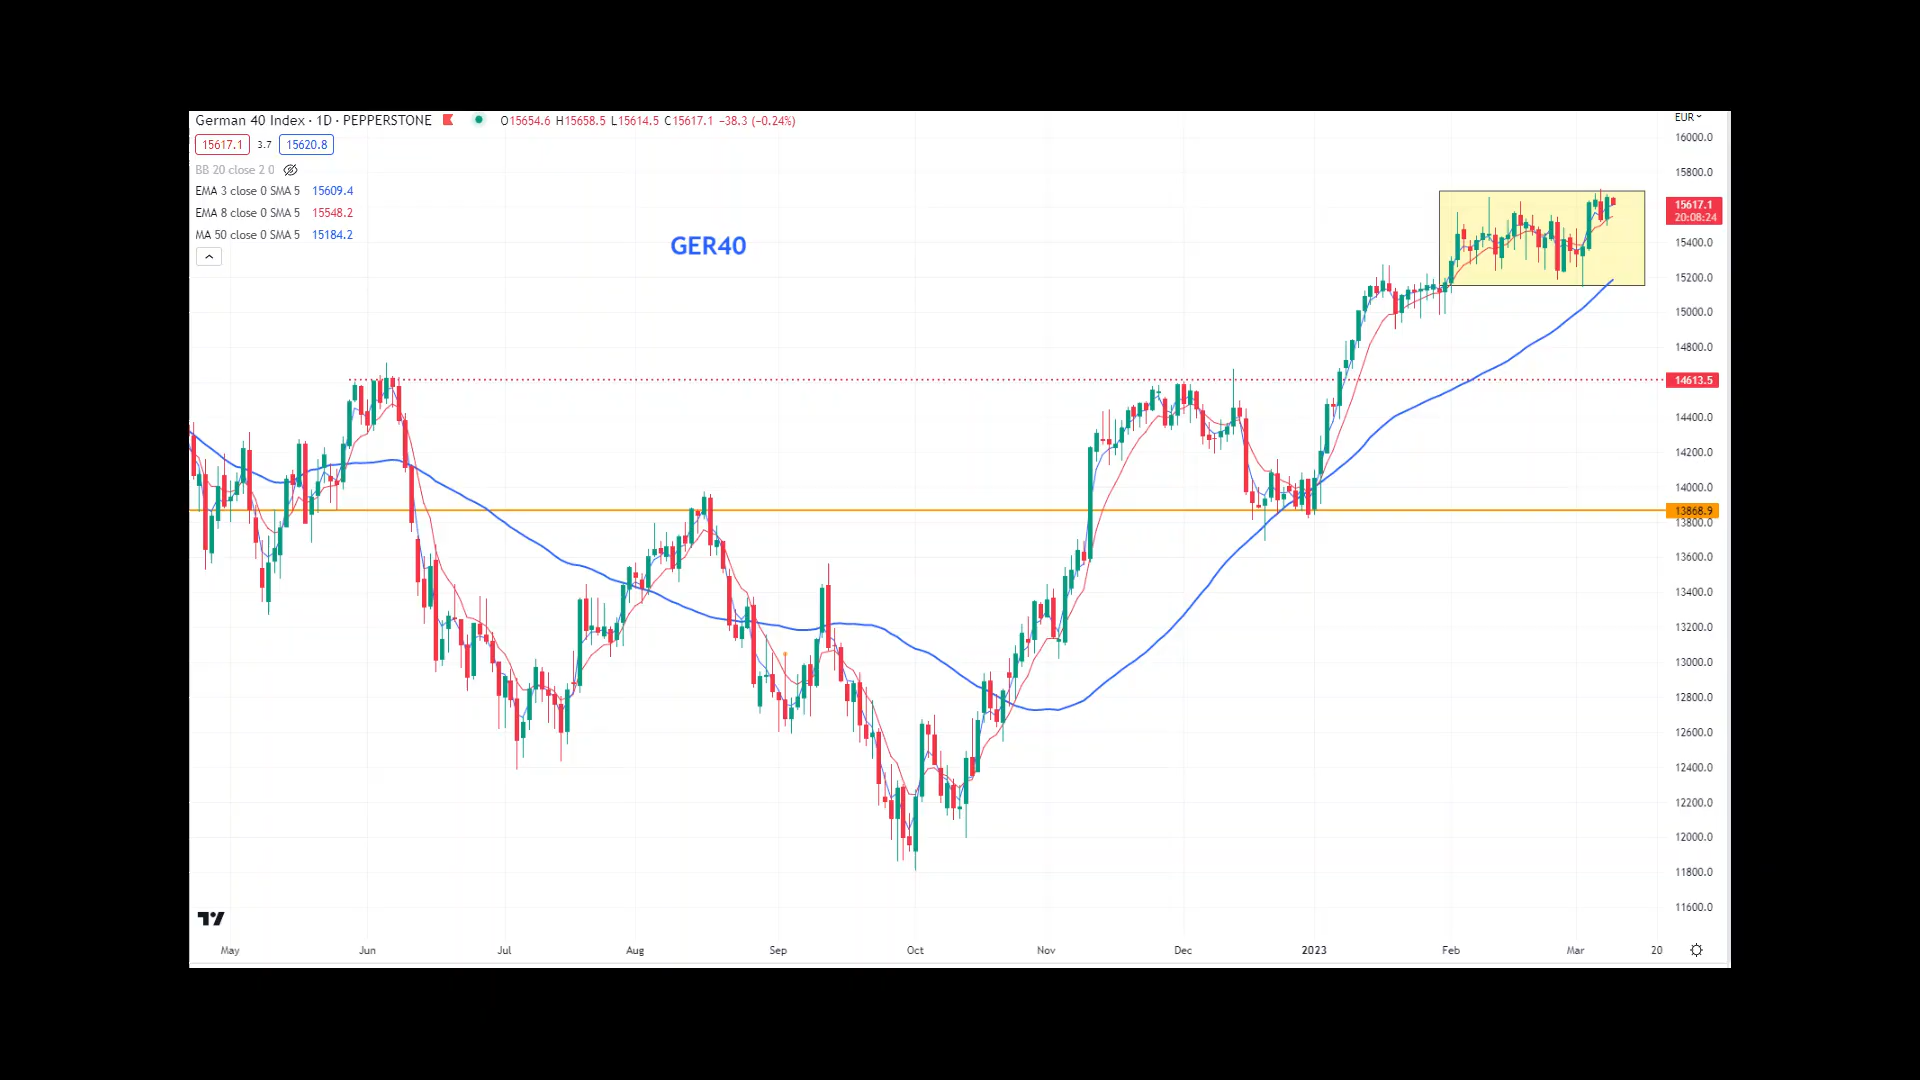 German 40 Index · 1D · PEPPERSTONE O15654.6 H15658.5 L15614.5 C15617.1 −38.3 (−0.24%)
15617.1 3.7 15620.8
BB 20 close 2 0
EMA 3 close 0 SMA 5 15609.4
EMA 8 close 0 SMA 5 15548.2
MA 50 close 0 SMA 5 15184.2
GER40
EUR
16000.0
15800.0
15617.1
20:08:24
15400.0
15200.0
15000.0
14800.0
14613.5
14400.0
14200.0
14000.0
13868.9
13800.0
13600.0
13400.0
13200.0
13000.0
12800.0
12600.0
12400.0
12200.0
12000.0
11800.0
11600.0
May Jun Jul Aug Sep Oct Nov Dec 2023 Feb Mar 20